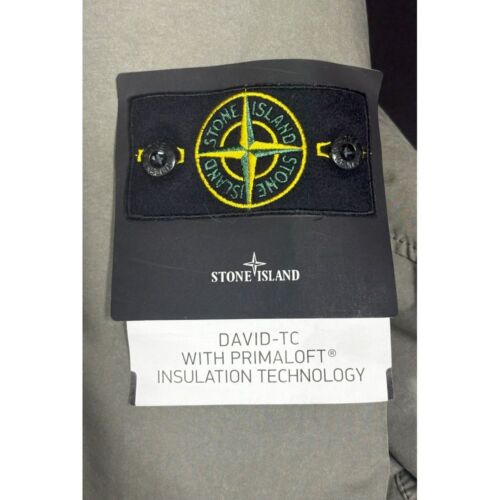 STONE ISLAND
STONE ISLAND
STONE ISLAND
DAVID-TC
WITH PRIMALOFT®
INSULATION TECHNOLOGY